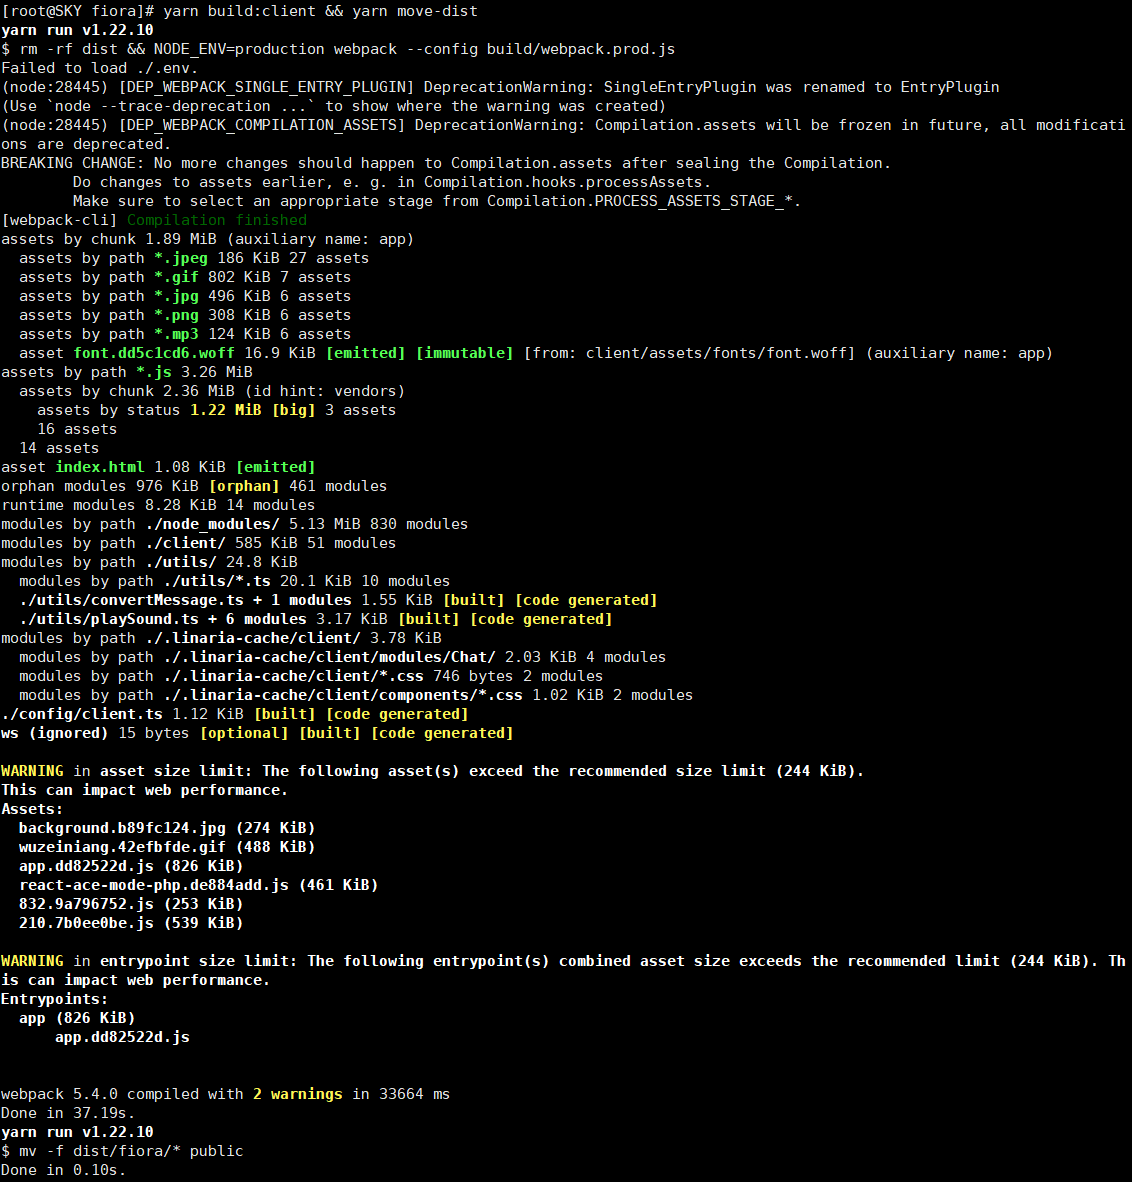 [root@SKY fiora]# yarn build:client && yarn move-dist
yarn run v1.22.10
$ rm -rf dist && NODE_ENV=production webpack --config build/webpack.prod.js
Failed to load ./.env.
(node:28445) [DEP_WEBPACK_SINGLE_ENTRY_PLUGIN] DeprecationWarning: SingleEntryPlugin was renamed to EntryPlugin
(Use `node --trace-deprecation ...` to show where the warning was created)
(node:28445) [DEP_WEBPACK_COMPILATION_ASSETS] DeprecationWarning: Compilation.assets will be frozen in future, all modificati
ons are deprecated.
BREAKING CHANGE: No more changes should happen to Compilation.assets after sealing the Compilation.
        Do changes to assets earlier, e. g. in Compilation.hooks.processAssets.
        Make sure to select an appropriate stage from Compilation.PROCESS_ASSETS_STAGE_*.
[webpack-cli] Compilation finished
assets by chunk 1.89 MiB (auxiliary name: app)
  assets by path *.jpeg 186 KiB 27 assets
  assets by path *.gif 802 KiB 7 assets
  assets by path *.jpg 496 KiB 6 assets
  assets by path *.png 308 KiB 6 assets
  assets by path *.mp3 124 KiB 6 assets
  asset font.dd5c1cd6.woff 16.9 KiB [emitted] [immutable] [from: client/assets/fonts/font.woff] (auxiliary name: app)
assets by path *.js 3.26 MiB
  assets by chunk 2.36 MiB (id hint: vendors)
    assets by status 1.22 MiB [big] 3 assets
    16 assets
  14 assets
asset index.html 1.08 KiB [emitted]
orphan modules 976 KiB [orphan] 461 modules
runtime modules 8.28 KiB 14 modules
modules by path ./node_modules/ 5.13 MiB 830 modules
modules by path ./client/ 585 KiB 51 modules
modules by path ./utils/ 24.8 KiB
  modules by path ./utils/*.ts 20.1 KiB 10 modules
  ./utils/convertMessage.ts + 1 modules 1.55 KiB [built] [code generated]
  ./utils/playSound.ts + 6 modules 3.17 KiB [built] [code generated]
modules by path ./.linaria-cache/client/ 3.78 KiB
  modules by path ./.linaria-cache/client/modules/Chat/ 2.03 KiB 4 modules
  modules by path ./.linaria-cache/client/*.css 746 bytes 2 modules
  modules by path ./.linaria-cache/client/components/*.css 1.02 KiB 2 modules
./config/client.ts 1.12 KiB [built] [code generated]
ws (ignored) 15 bytes [optional] [built] [code generated]

WARNING in asset size limit: The following asset(s) exceed the recommended size limit (244 KiB).
This can impact web performance.
Assets:
  background.b89fc124.jpg (274 KiB)
  wuzeiniang.42efbfde.gif (488 KiB)
  app.dd82522d.js (826 KiB)
  react-ace-mode-php.de884add.js (461 KiB)
  832.9a796752.js (253 KiB)
  210.7b0ee0be.js (539 KiB)

WARNING in entrypoint size limit: The following entrypoint(s) combined asset size exceeds the recommended limit (244 KiB). Th
is can impact web performance.
Entrypoints:
  app (826 KiB)
      app.dd82522d.js

webpack 5.4.0 compiled with 2 warnings in 33664 ms
Done in 37.19s.
yarn run v1.22.10
$ mv -f dist/fiora/* public
Done in 0.10s.